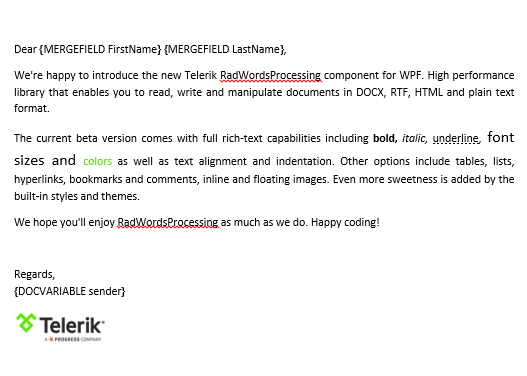 Dear {MERGEFIELD FirstName} {MERGEFIELD LastName},
We're happy to introduce the new Telerik RadWordsProcessing component for WPF. High performance
library that enables you to read, write and manipulate documents in DOCX, RTF, HTML and plain text
format.
The current beta version comes with full rich-text capabilities including bold, italic, underline, font
sizes and colors as well as text alignment and indentation. Other options include tables, lists,
hyperlinks, bookmarks and comments, inline and floating images. Even more sweetness is added by the
built-in styles and themes.
We hope you'll enjoy RadWordsProcessing as much as we do. Happy coding!
Regards,
{DOCVARIABLE sender}
Telerik
A PROGRESS COMPANY